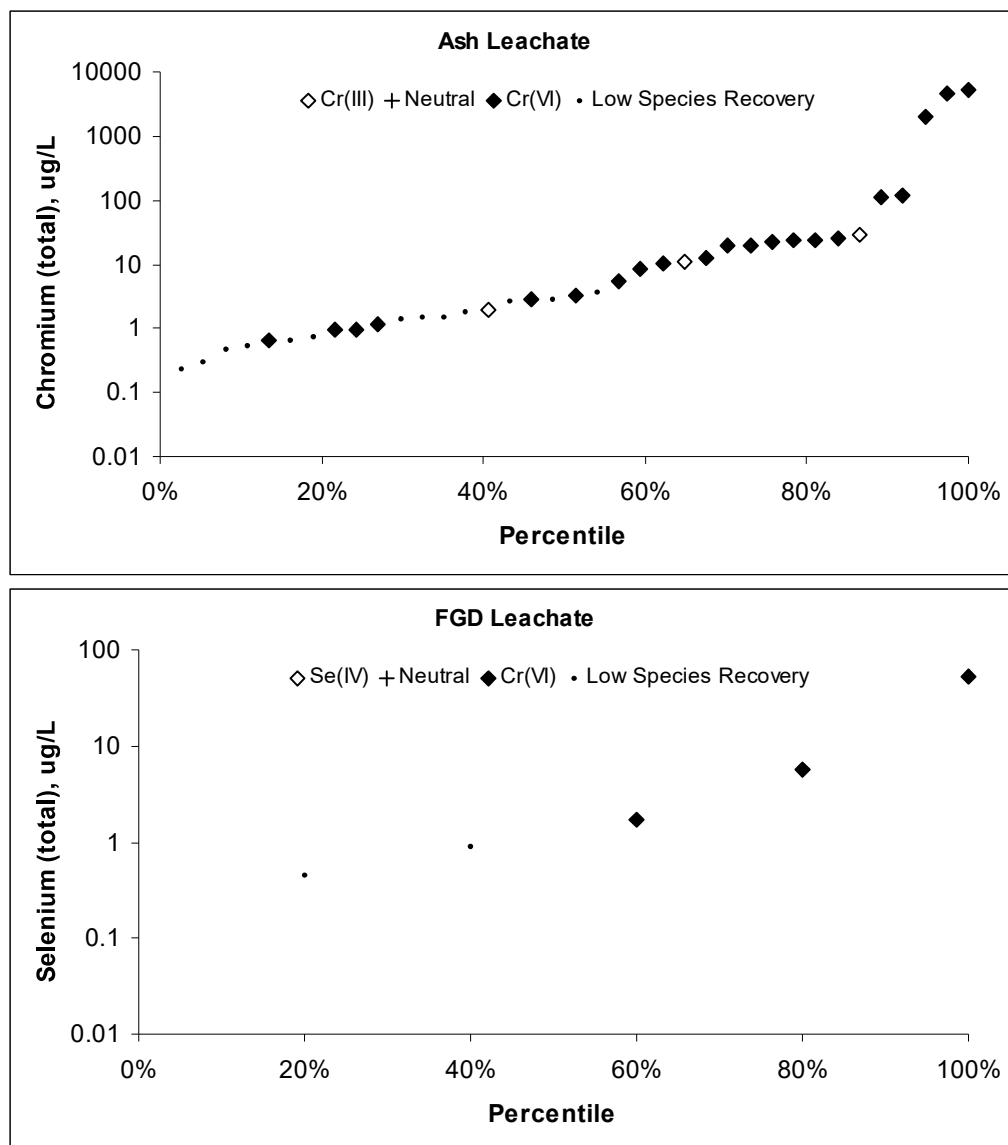 Ash Leachate
10000
Cr(III) Neutral Cr(VI) Low Species Recovery
1000
100
10
1
0.1
0.01
Chromium (total), ug/L
0% 20% 40% 60% 80% 100%
Percentile
FGD Leachate
100
Se(IV) Neutral Cr(VI) Low Species Recovery
10
1
0.1
0.01
Selenium (total), ug/L
0% 20% 40% 60% 80% 100%
Percentile